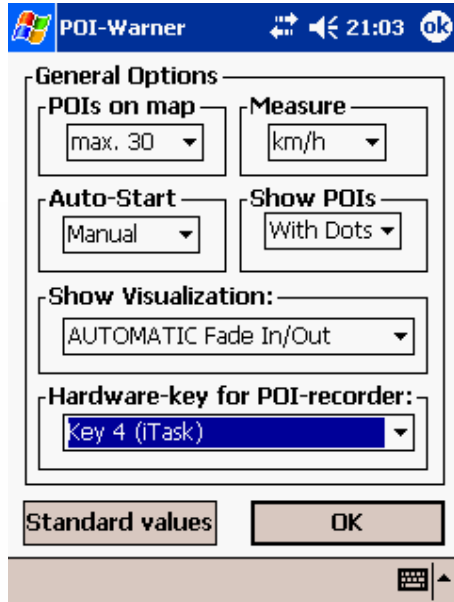 POI-Warner 21:03 ok
General Options
POIs on map Measure
max. 30 km/h
Auto-Start Show POIs
Manual With Dots
Show Visualization:
AUTOMATIC Fade In/Out
Hardware-key for POI-recorder:
Key 4 (iTask)
Standard values OK